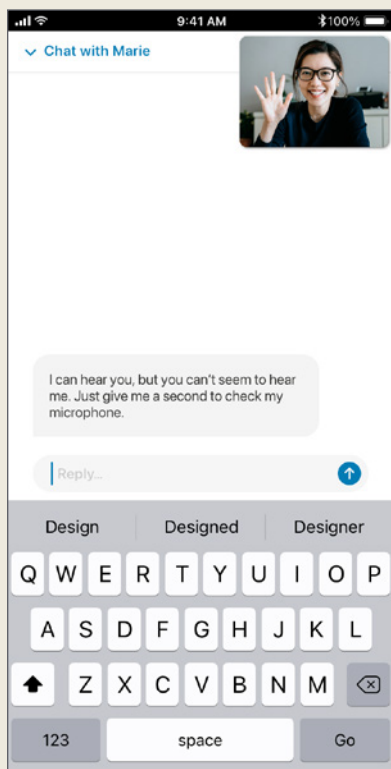 9:41 AM
100%
Chat with Marie
I can hear you, but you can't seem to hear
me. Just give me a second to check my
microphone.
Reply...
Design Designed Designer
Q W E R T Y U I O P
A S D F G H J K L
Z X C V B N M
123 space Go